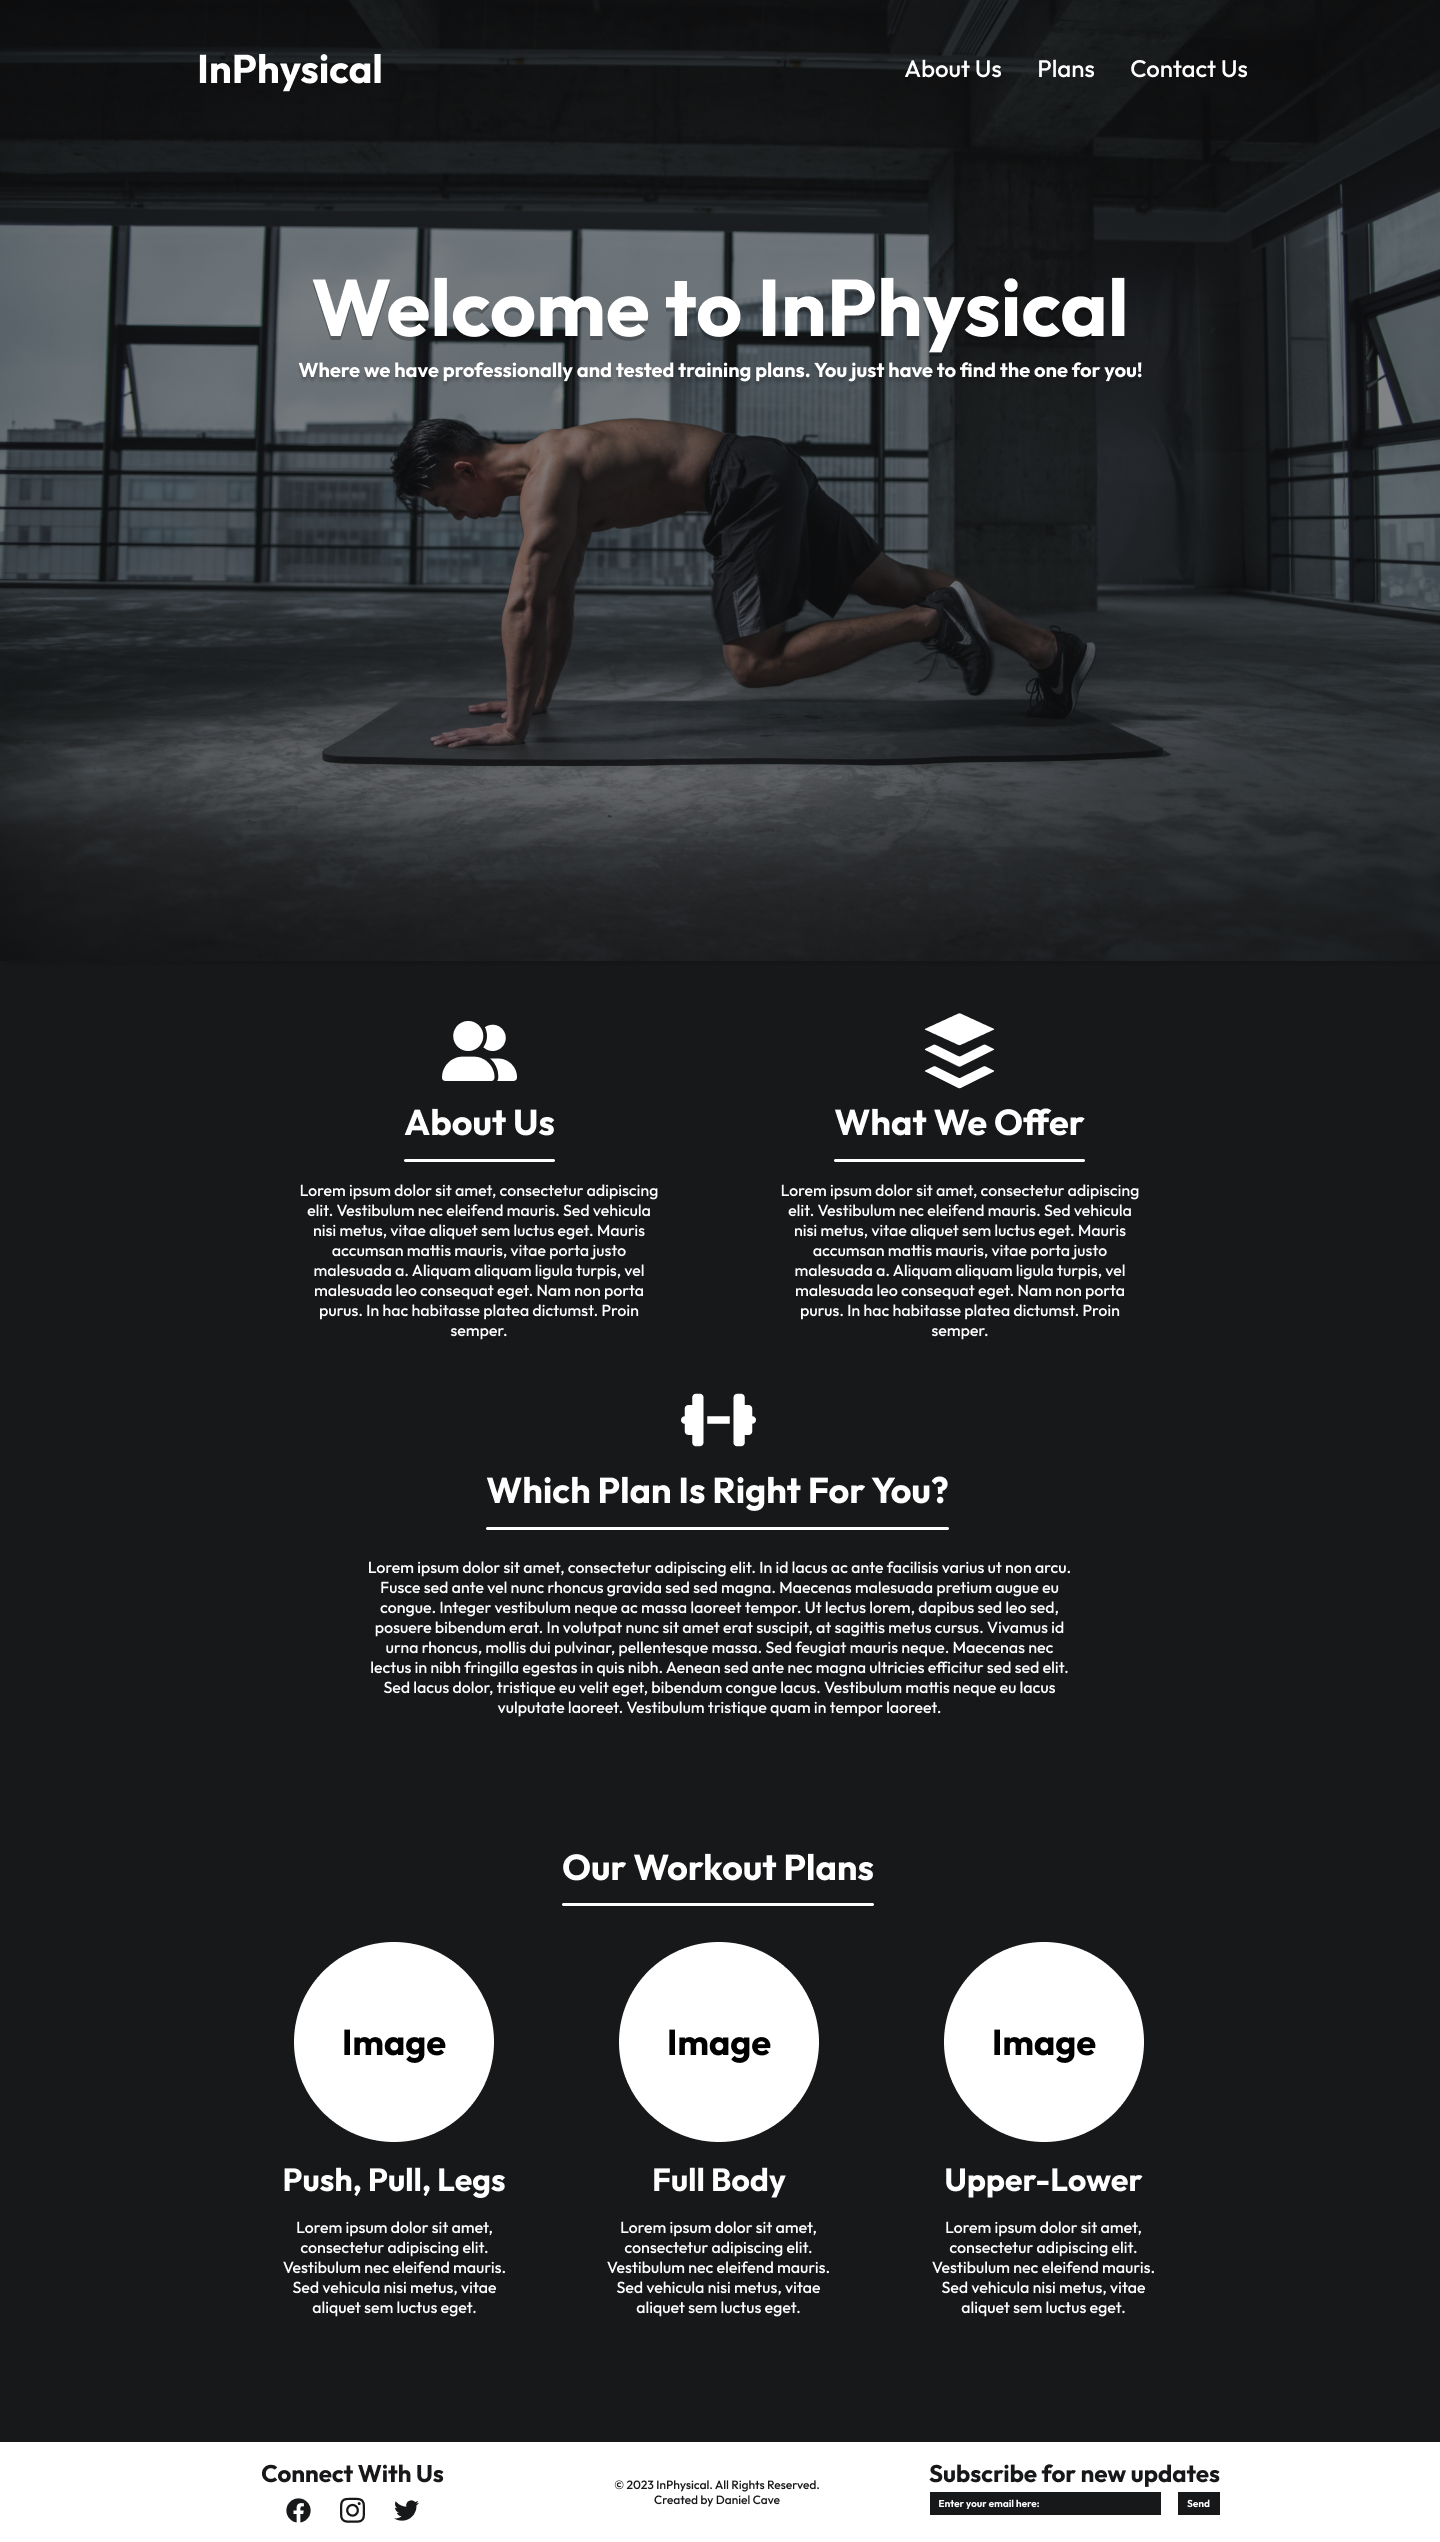 InPhysical
About Us
Plans
Contact Us
Welcome to InPhysical
Where we have professionally and tested training plans. You just have to find the one for you!
About Us
Lorem ipsum dolor sit amet, consectetur adipiscing
elit. Vestibulum nec eleifend mauris. Sed vehicula
nisi metus, vitae aliquet sem luctus eget. Mauris
accumsan mattis mauris, vitae porta justo
malesuada a. Aliquam aliquam ligula turpis, vel
malesuada leo consequat eget. Nam non porta
purus. In hac habitasse platea dictumst. Proin
semper.
What We Offer
Lorem ipsum dolor sit amet, consectetur adipiscing
elit. Vestibulum nec eleifend mauris. Sed vehicula
nisi metus, vitae aliquet sem luctus eget. Mauris
accumsan mattis mauris, vitae porta justo
malesuada a. Aliquam aliquam ligula turpis, vel
malesuada leo consequat eget. Nam non porta
purus. In hac habitasse platea dictumst. Proin
semper.
Which Plan Is Right For You?
Lorem ipsum dolor sit amet, consectetur adipiscing elit. In id lacus ac ante facilisis varius ut non arcu.
Fusce sed ante vel nunc rhoncus gravida sed sed magna. Maecenas malesuada pretium augue eu
congue. Integer vestibulum neque ac massa laoreet tempor. Ut lectus lorem, dapibus sed leo sed,
posuere bibendum erat. In volutpat nunc sit amet erat suscipit, at sagittis metus cursus. Vivamus id
urna rhoncus, mollis dui pulvinar, pellentesque massa. Sed feugiat mauris neque. Maecenas nec
lectus in nibh fringilla egestas in quis nibh. Aenean sed ante nec magna ultricies efficitur sed sed elit.
Sed lacus dolor, tristique eu velit eget, bibendum congue lacus. Vestibulum mattis neque eu lacus
vulputate laoreet. Vestibulum tristique quam in tempor laoreet.
Our Workout Plans
Image
Push, Pull, Legs
Lorem ipsum dolor sit amet,
consectetur adipiscing elit.
Vestibulum nec eleifend mauris.
Sed vehicula nisi metus, vitae
aliquet sem luctus eget.
Image
Full Body
Lorem ipsum dolor sit amet,
consectetur adipiscing elit.
Vestibulum nec eleifend mauris.
Sed vehicula nisi metus, vitae
aliquet sem luctus eget.
Image
Upper-Lower
Lorem ipsum dolor sit amet,
consectetur adipiscing elit.
Vestibulum nec eleifend mauris.
Sed vehicula nisi metus, vitae
aliquet sem luctus eget.
Connect With Us
© 2023 InPhysical. All Rights Reserved.
Created by Daniel Cave
Subscribe for new updates
Enter your email here:
Send